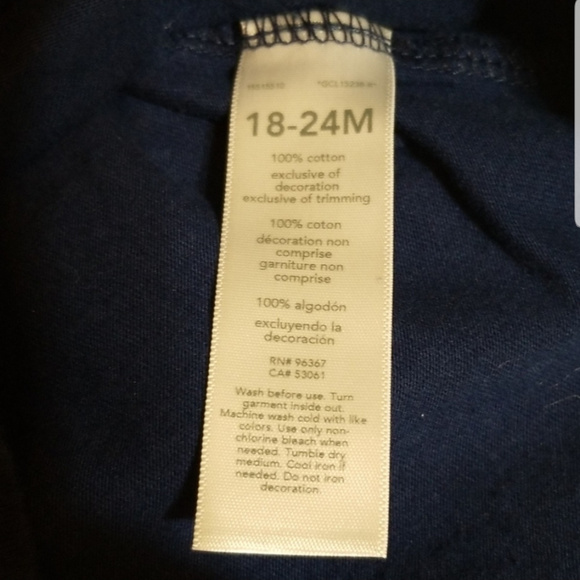 18-24M
100% cotton
exclusive of
decoration
exclusive of trimming
100% coton
décoration non
comprise
garniture non
comprise
100% algodón
excluyendo la
decoración
RN# 96367
CA# 53061
Wash before use. Turn
garment inside out.
Machine wash cold with like
colors. Use only non-
chlorine bleach when
needed. Tumble dry
medium. Cool iron if
needed. Do not iron
decoration.